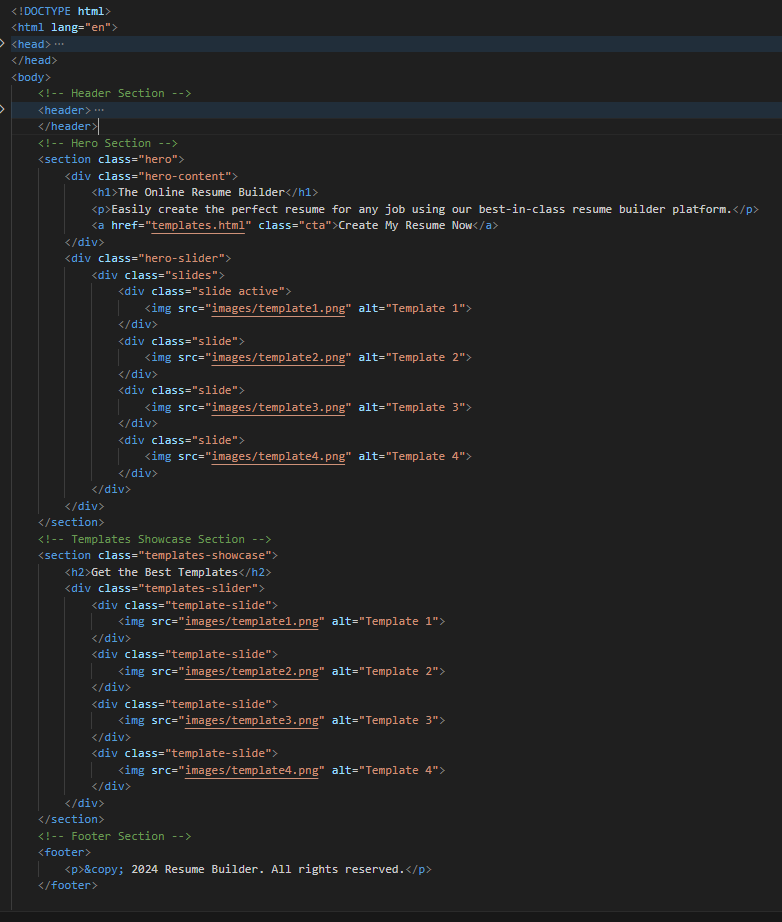 <!DOCTYPE html>
<html lang="en">
<head> ⋯
</head>
<body>
    <!-- Header Section -->
    <header> ⋯
    </header>
    <!-- Hero Section -->
    <section class="hero">
        <div class="hero-content">
            <h1>The Online Resume Builder</h1>
            <p>Easily create the perfect resume for any job using our best-in-class resume builder platform.</p>
            <a href="templates.html" class="cta">Create My Resume Now</a>
        </div>
        <div class="hero-slider">
            <div class="slides">
                <div class="slide active">
                    <img src="images/template1.png" alt="Template 1">
                </div>
                <div class="slide">
                    <img src="images/template2.png" alt="Template 2">
                </div>
                <div class="slide">
                    <img src="images/template3.png" alt="Template 3">
                </div>
                <div class="slide">
                    <img src="images/template4.png" alt="Template 4">
                </div>
            </div>
        </div>
    </section>
    <!-- Templates Showcase Section -->
    <section class="templates-showcase">
        <h2>Get the Best Templates</h2>
        <div class="templates-slider">
            <div class="template-slide">
                <img src="images/template1.png" alt="Template 1">
            </div>
            <div class="template-slide">
                <img src="images/template2.png" alt="Template 2">
            </div>
            <div class="template-slide">
                <img src="images/template3.png" alt="Template 3">
            </div>
            <div class="template-slide">
                <img src="images/template4.png" alt="Template 4">
            </div>
        </div>
    </section>
    <!-- Footer Section -->
    <footer>
        <p>&copy; 2024 Resume Builder. All rights reserved.</p>
    </footer>